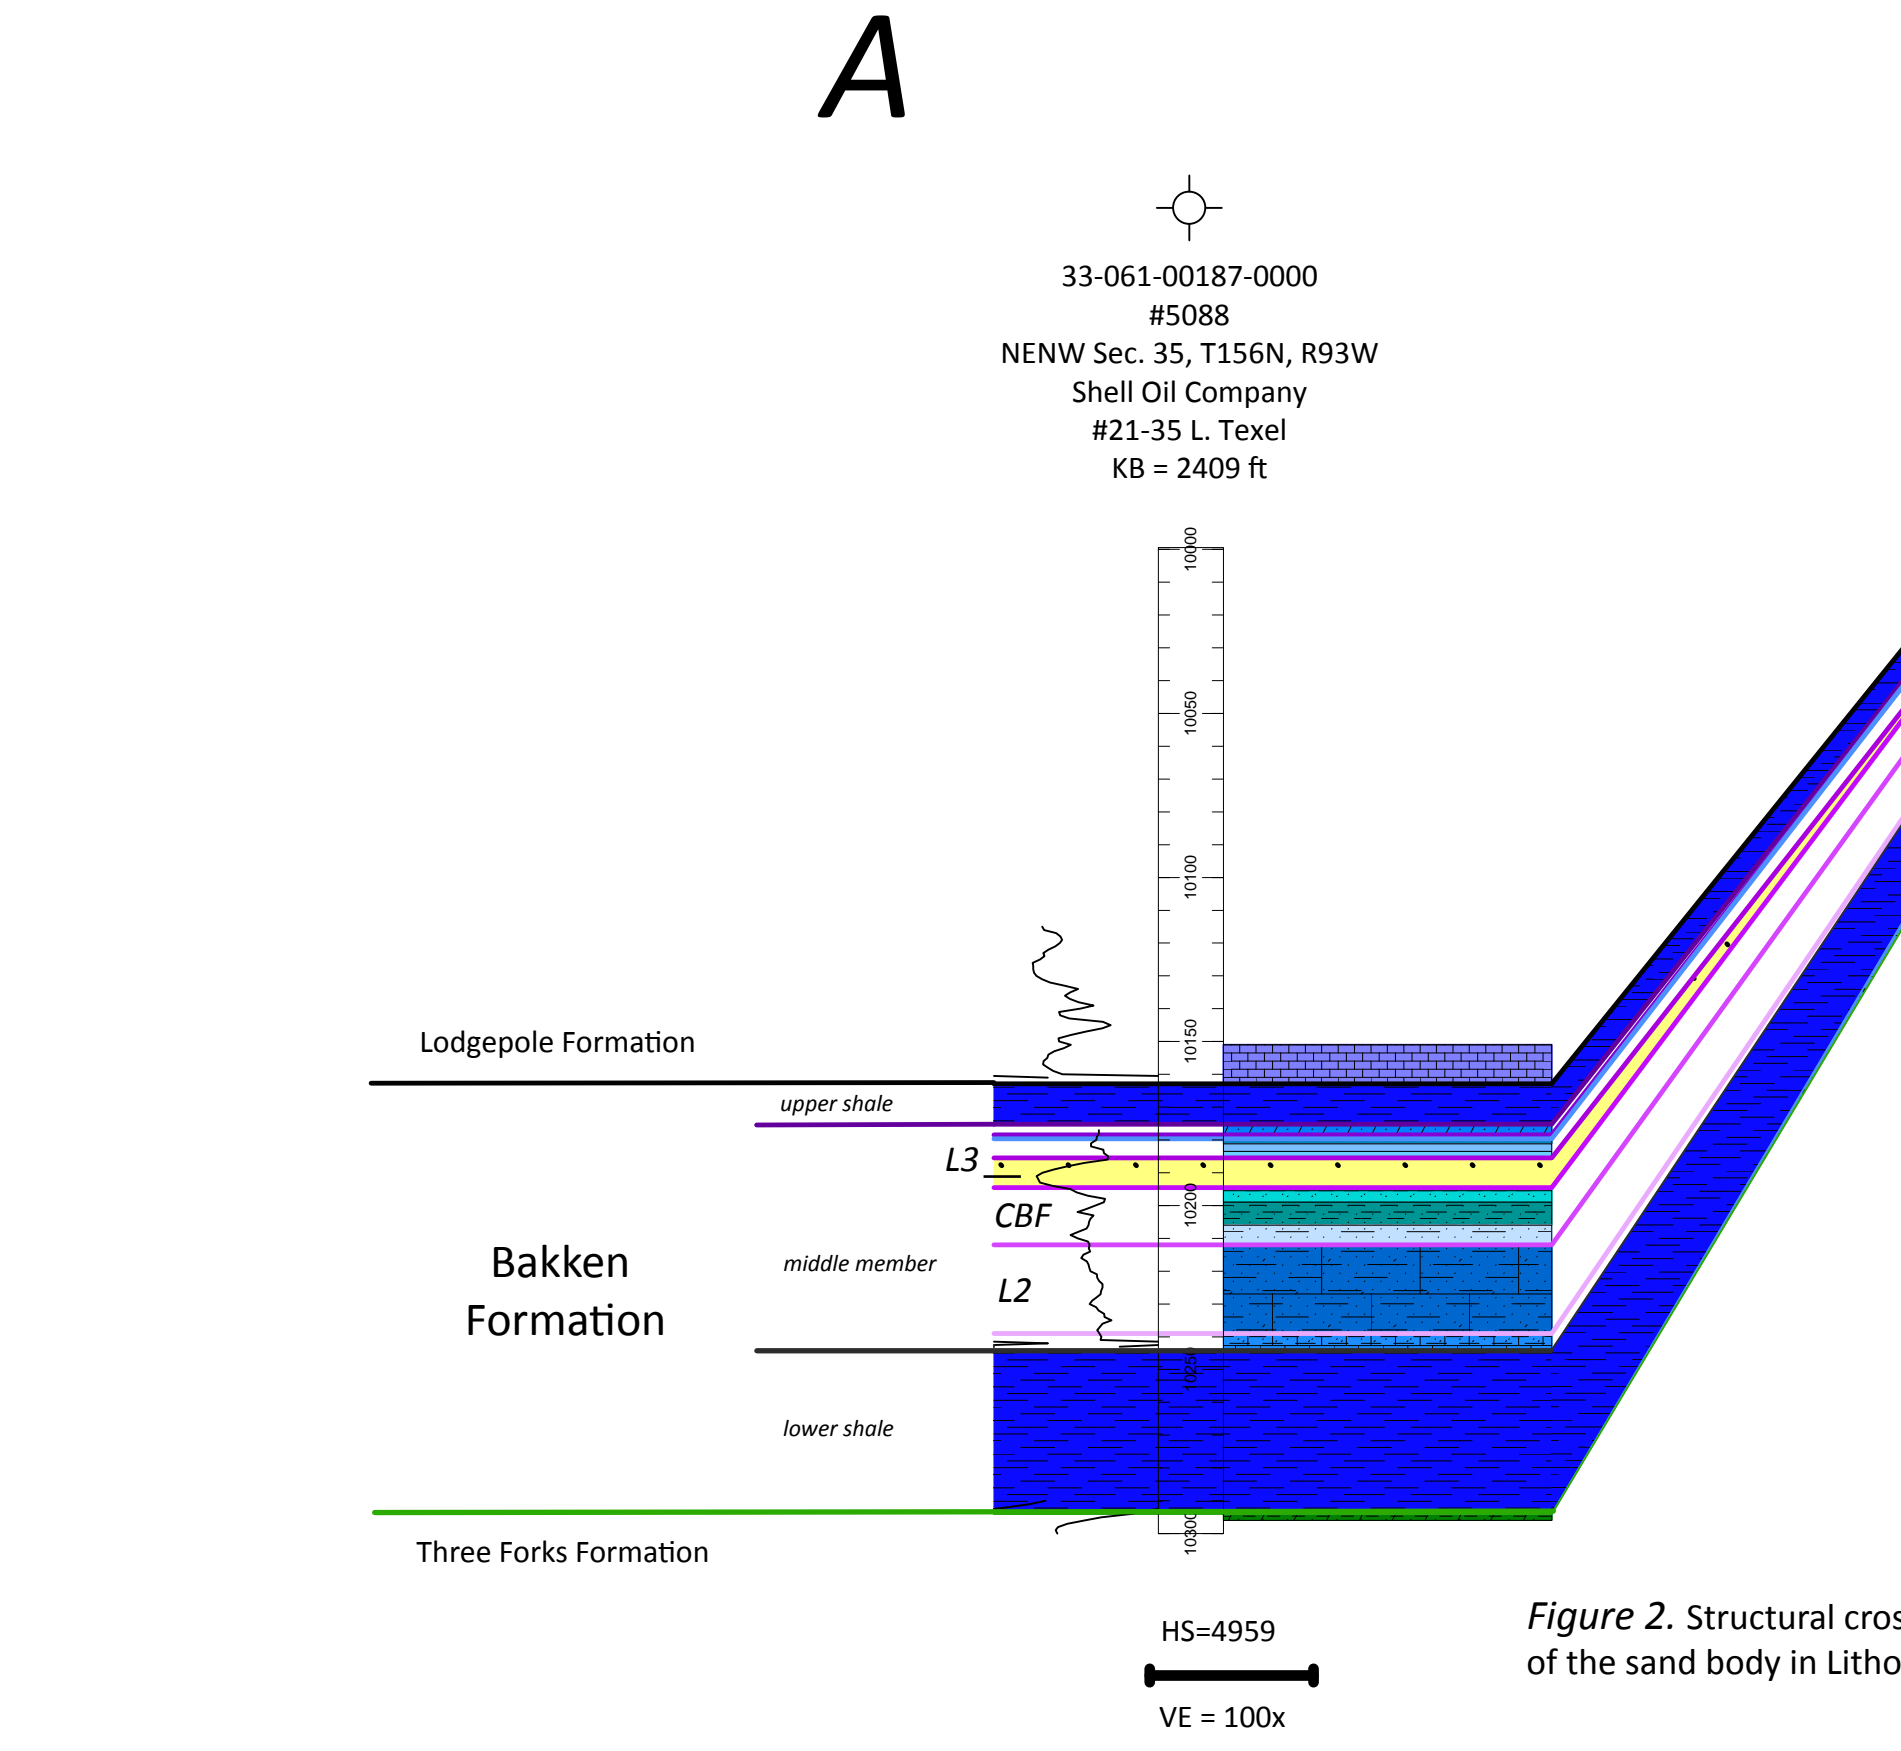 A
33-061-00187-0000
#5088
NENW Sec. 35, T156N, R93W
Shell Oil Company
#21-35 L. Texel
KB = 2409 ft
10000
10050
10100
10150
Lodgepole Formation
upper shale
L3
10200
CBF
Bakken
Formation
middle member
L2
10250
lower shale
10300
Three Forks Formation
HS=4959
VE = 100x
Figure 2. Structural cros
of the sand body in Litho